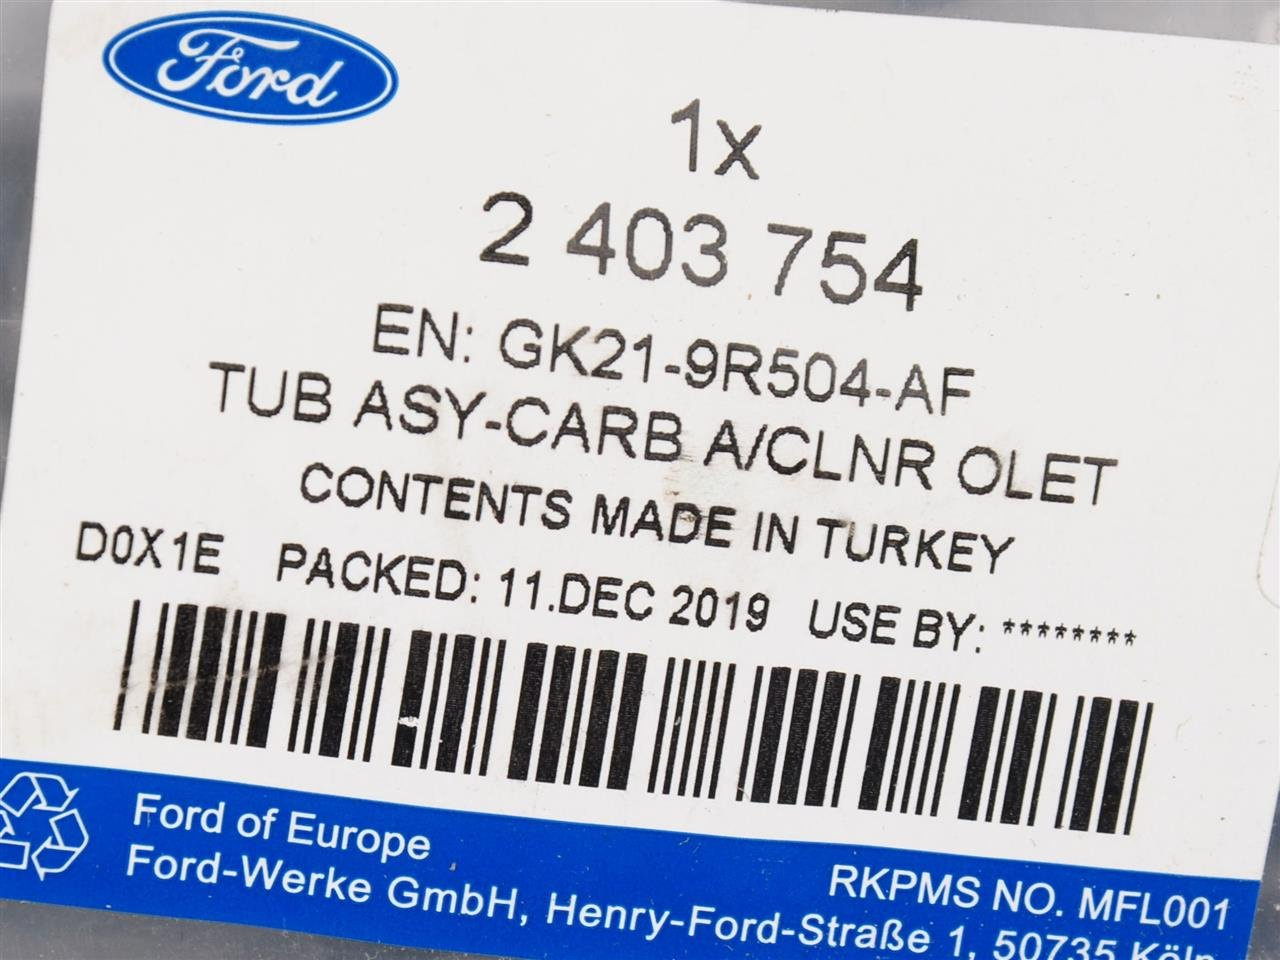 Ford
1x
2 403 754
EN: GK21-9R504-AF
TUB ASY-CARB A/CLNR OLET
CONTENTS MADE IN TURKEY
D0X1E PACKED: 11.DEC 2019 USE BY: ********
Ford of Europe
Ford-Werke GmbH, Henry-Ford-Straße 1, 50735 Köln
RKPMS NO. MFL001